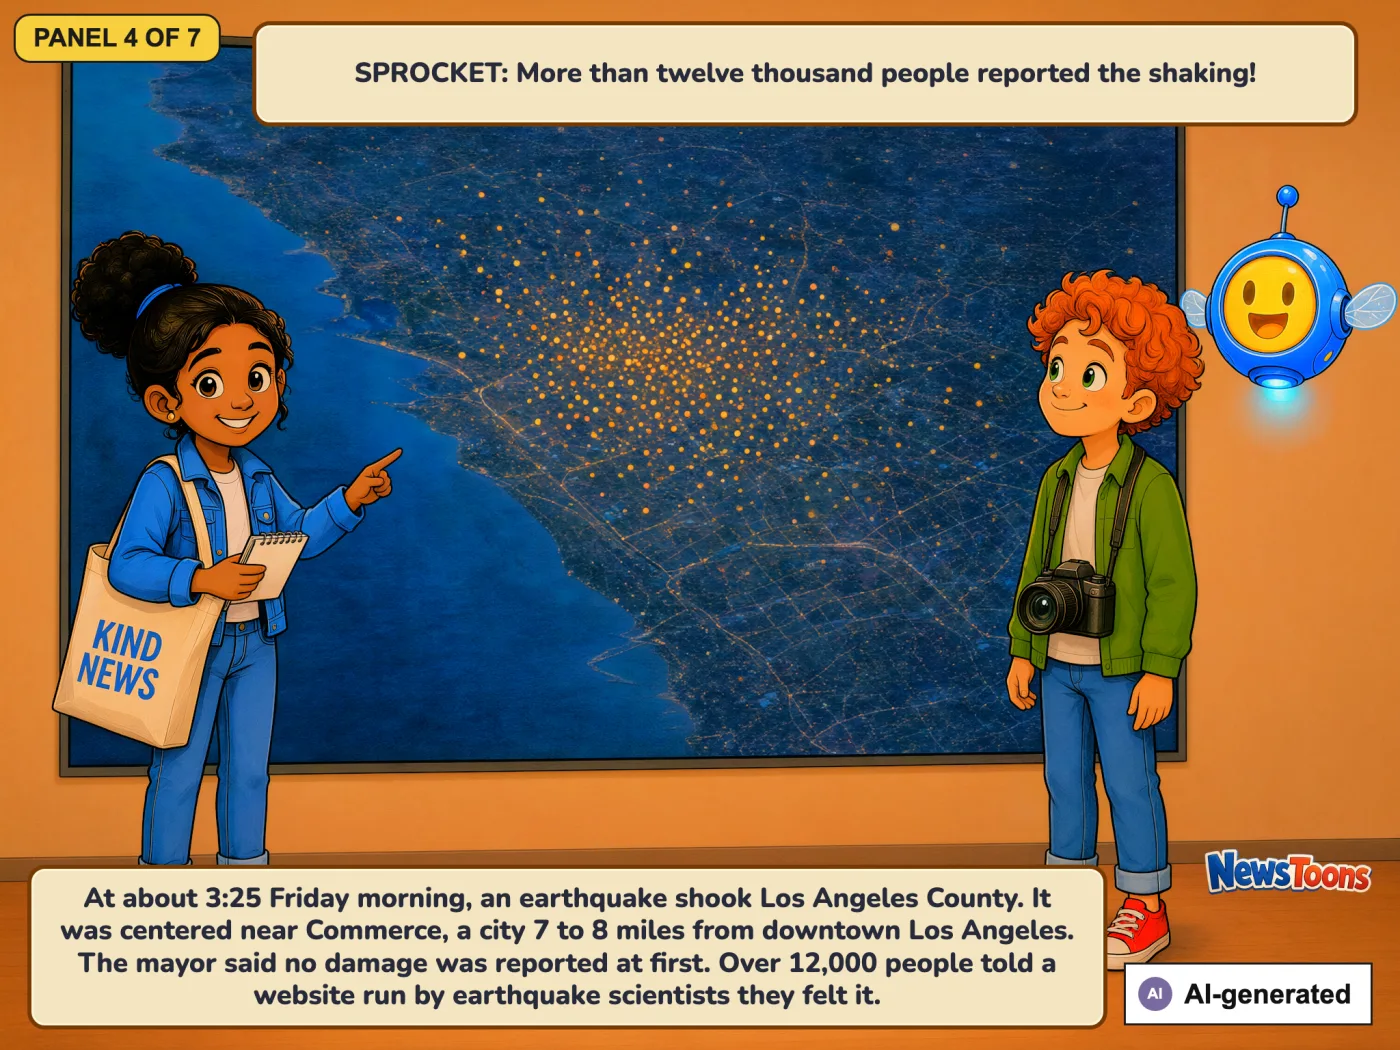 PANEL 4 OF 7
SPROCKET: More than twelve thousand people reported the shaking!
KIND
NEWS
At about 3:25 Friday morning, an earthquake shook Los Angeles County. It
was centered near Commerce, a city 7 to 8 miles from downtown Los Angeles.
The mayor said no damage was reported at first. Over 12,000 people told a
website run by earthquake scientists they felt it.
NEWSTOONS
AI AI-generated